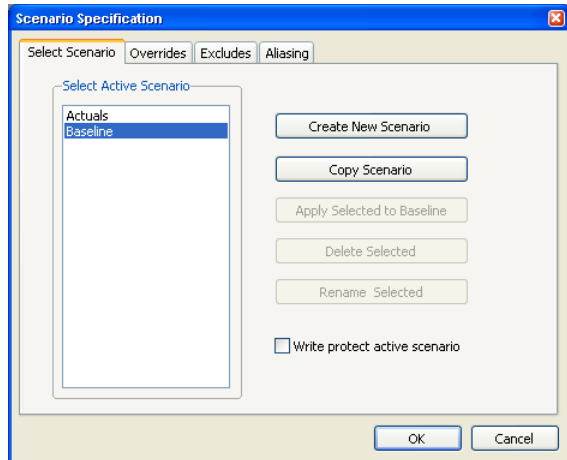 Scenario Specification
Select Scenario Overrides Excludes Aliasing
Select Active Scenario
Actuals
Baseline
Create New Scenario
Copy Scenario
Apply Selected to Baseline
Delete Selected
Rename Selected
Write protect active scenario
OK Cancel